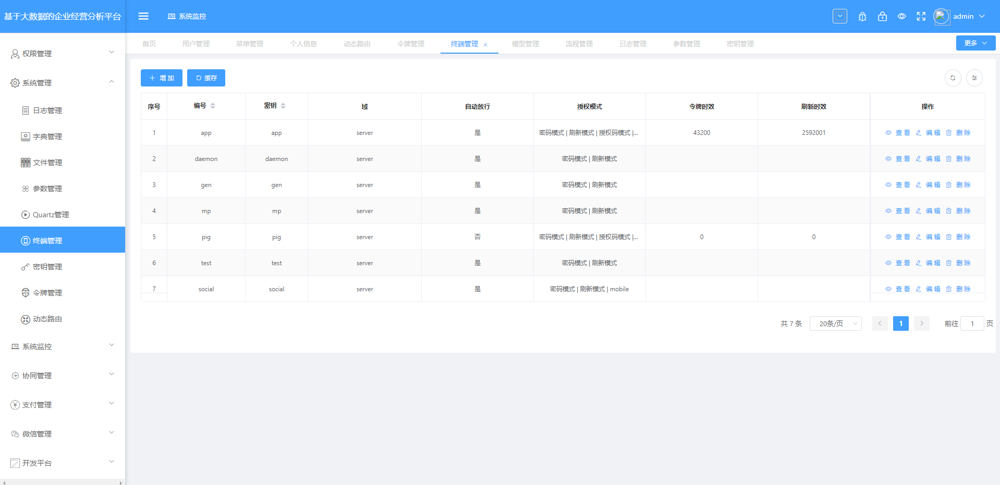 基于大数据的企业经营分析平台
系统监控
admin
首页 用户管理 菜单管理 个人信息 动态路由 令牌管理 终端管理 模型管理 流程管理 日志管理 参数管理 密钥管理 更多
权限管理
系统管理
日志管理
字典管理
文件管理
参数管理
Quartz管理
终端管理
密钥管理
令牌管理
动态路由
系统监控
协同管理
支付管理
微信管理
开发平台
增 加 缓存
序号 编号 密钥 域 自动放行 授权模式 令牌时效 刷新时效 操作
1 app app server 是 密码模式 | 刷新模式 | 授权码模式 |... 43200 2592001 查 看 编 辑 删 除
2 daemon daemon server 是 密码模式 | 刷新模式 查 看 编 辑 删 除
3 gen gen server 是 密码模式 | 刷新模式 查 看 编 辑 删 除
4 mp mp server 是 密码模式 | 刷新模式 查 看 编 辑 删 除
5 pig pig server 否 密码模式 | 刷新模式 | 授权码模式 |... 0 0 查 看 编 辑 删 除
6 test test server 是 密码模式 | 刷新模式 查 看 编 辑 删 除
7 social social server 是 密码模式 | 刷新模式 | mobile 查 看 编 辑 删 除
共 7 条 20条/页 1 前往 1 页